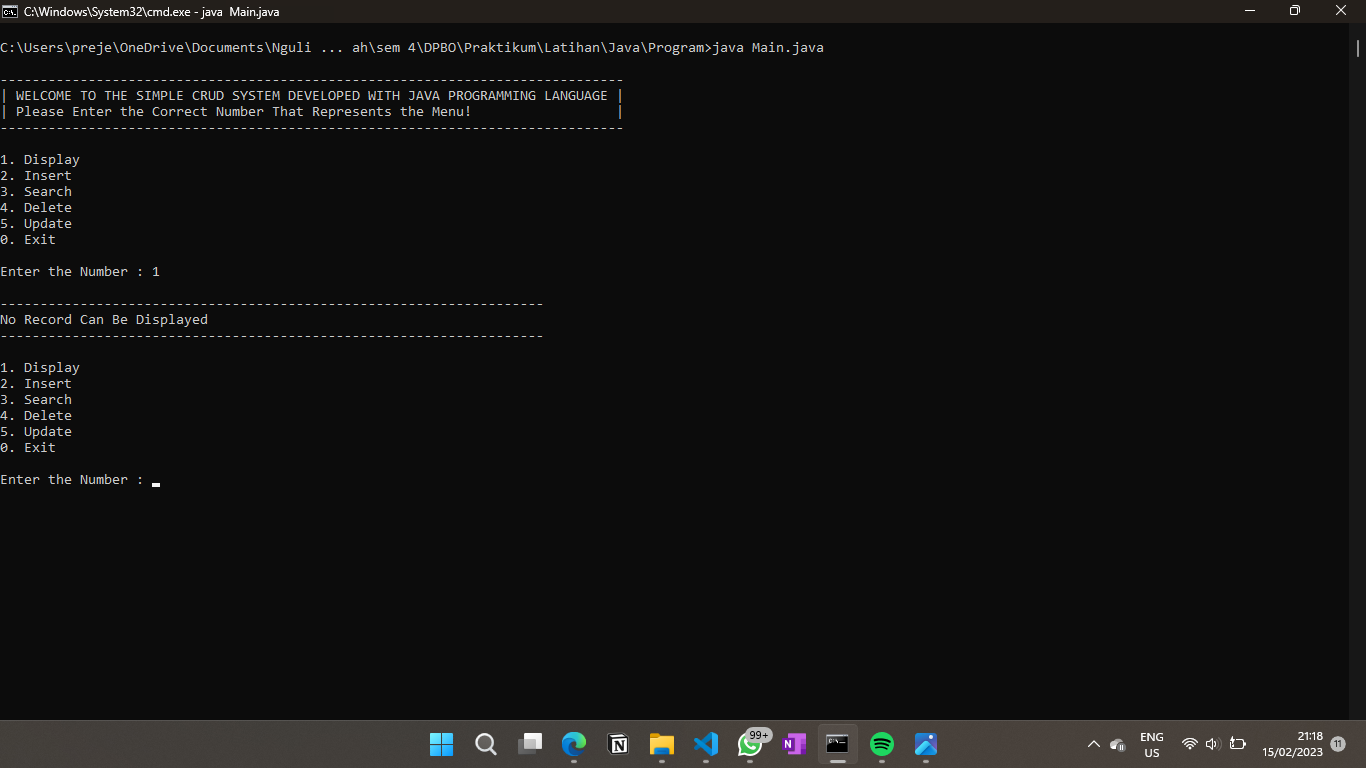 C:\Windows\System32\cmd.exe - java  Main.java
C:\Users\preje\OneDrive\Documents\Nguli ... ah\sem 4\DPBO\Praktikum\Latihan\Java\Program>java Main.java
------------------------------------------------------------------------------
| WELCOME TO THE SIMPLE CRUD SYSTEM DEVELOPED WITH JAVA PROGRAMMING LANGUAGE |
| Please Enter the Correct Number That Represents the Menu!                  |
------------------------------------------------------------------------------
1. Display
2. Insert
3. Search
4. Delete
5. Update
0. Exit
Enter the Number : 1
--------------------------------------------------------------------
No Record Can Be Displayed
--------------------------------------------------------------------
1. Display
2. Insert
3. Search
4. Delete
5. Update
0. Exit
Enter the Number : _
99+
ENG
US
21:18
15/02/2023
11